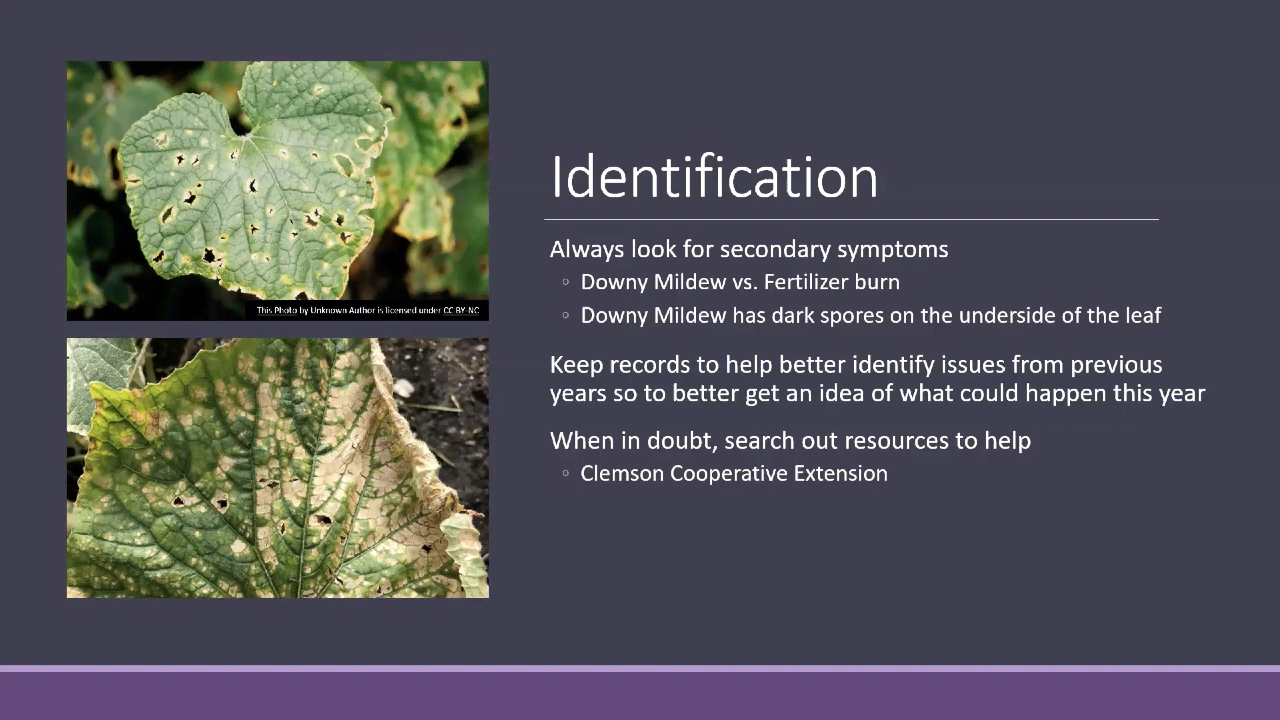 This Photo by Unknown Author is licensed under CC BY-NC
Identification
Always look for secondary symptoms
◦ Downy Mildew vs. Fertilizer burn
◦ Downy Mildew has dark spores on the underside of the leaf
Keep records to help better identify issues from previous
years so to better get an idea of what could happen this year
When in doubt, search out resources to help
◦ Clemson Cooperative Extension